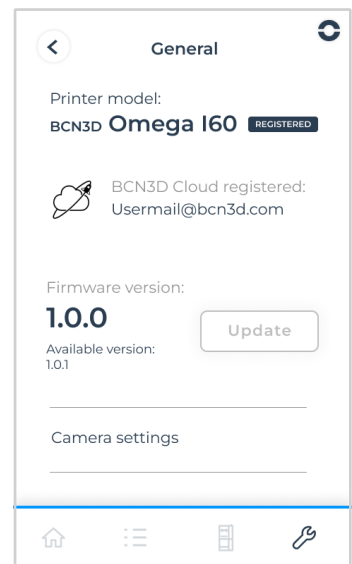 General
Printer model:
BCN3D Omega I60 REGISTERED
BCN3D Cloud registered:
Usermail@bcn3d.com
Firmware version:
1.0.0
Update
Available version:
1.0.1
Camera settings